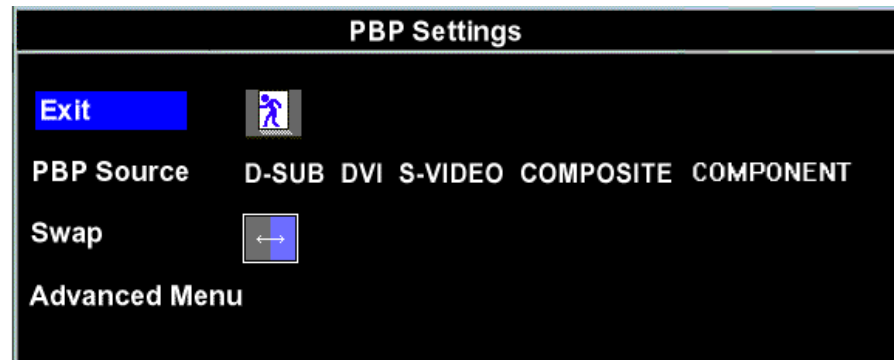 PBP Settings
Exit
PBP Source D-SUB DVI S-VIDEO COMPOSITE COMPONENT
Swap
Advanced Menu